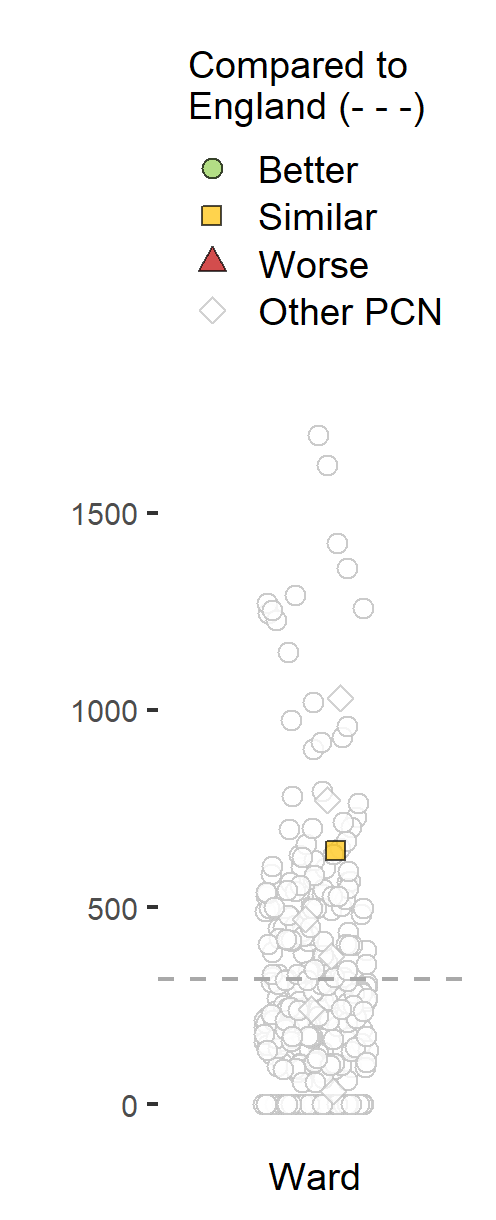 Compared to
England (- - -)
Better
Similar
Worse
Other PCN
1500
1000
500
0
Ward